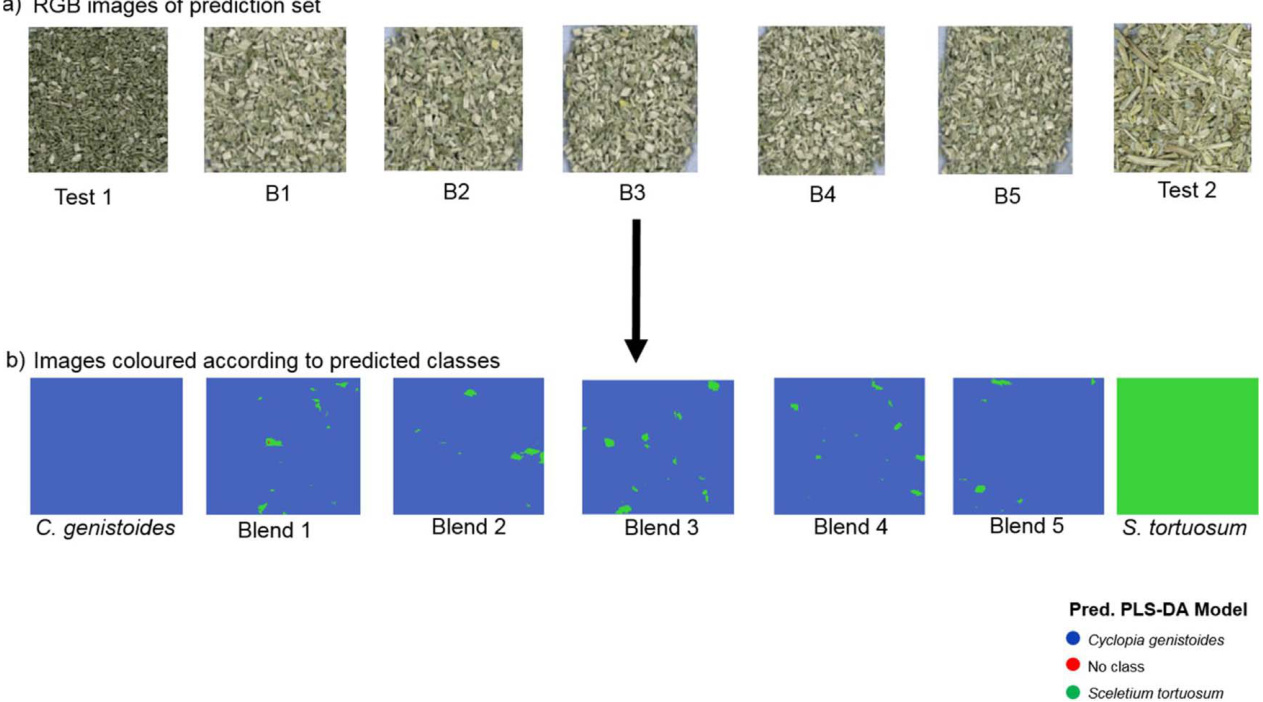 a) RGB images of prediction set
Test 1 B1 B2 B3 B4 B5 Test 2
b) Images coloured according to predicted classes
C. genistoides Blend 1 Blend 2 Blend 3 Blend 4 Blend 5 S. tortuosum
Pred. PLS-DA Model
Cyclopia genistoides
No class
Sceletium tortuosum